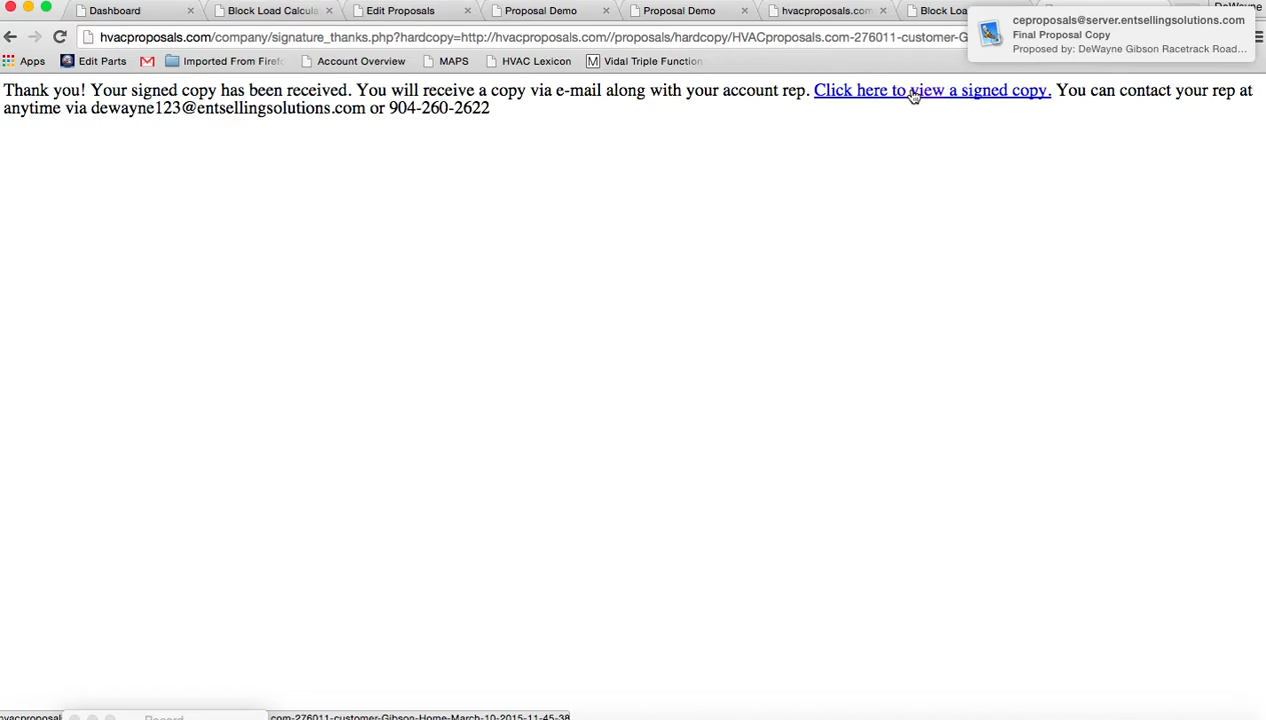 Dashboard
Block Load Calcula
Edit Proposals
Proposal Demo
Proposal Demo
hvacproposals.com
Block Loa
DeWayne
ceproposals@server.entsellingsolutions.com
Final Proposal Copy
Proposed by: DeWayne Gibson Racetrack Road...
hvacproposals.com/company/signature_thanks.php?hardcopy=http://hvacproposals.com//proposals/hardcopy/HVACproposals.com-276011-customer-G
Apps
Edit Parts
Imported From Firef
Account Overview
MAPS
HVAC Lexicon
M Vidal Triple Function
Thank you! Your signed copy has been received. You will receive a copy via e-mail along with your account rep. Click here to view a signed copy. You can contact your rep at
anytime via dewayne123@entsellingsolutions.com or 904-260-2622
hvacproposal
Record
com-276011-customer-Gibson-Home-March-10-2015-11-45-38